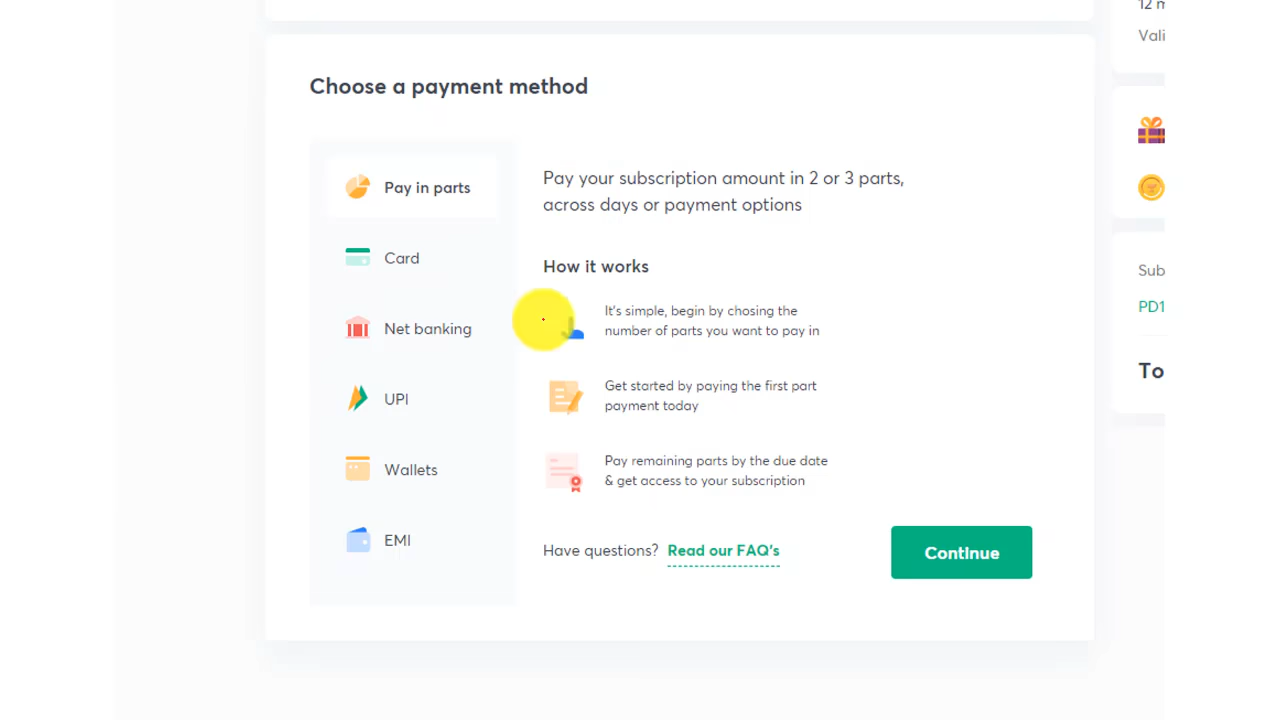 Choose a payment method
Pay in parts
Card
Net banking
UPI
Wallets
EMI
Pay your subscription amount in 2 or 3 parts,
across days or payment options
How it works
It's simple, begin by chosing the
number of parts you want to pay in
Get started by paying the first part
payment today
Pay remaining parts by the due date
& get access to your subscription
Have questions? Read our FAQ's
Continue
12 m
Vali
Sub
PD1
To